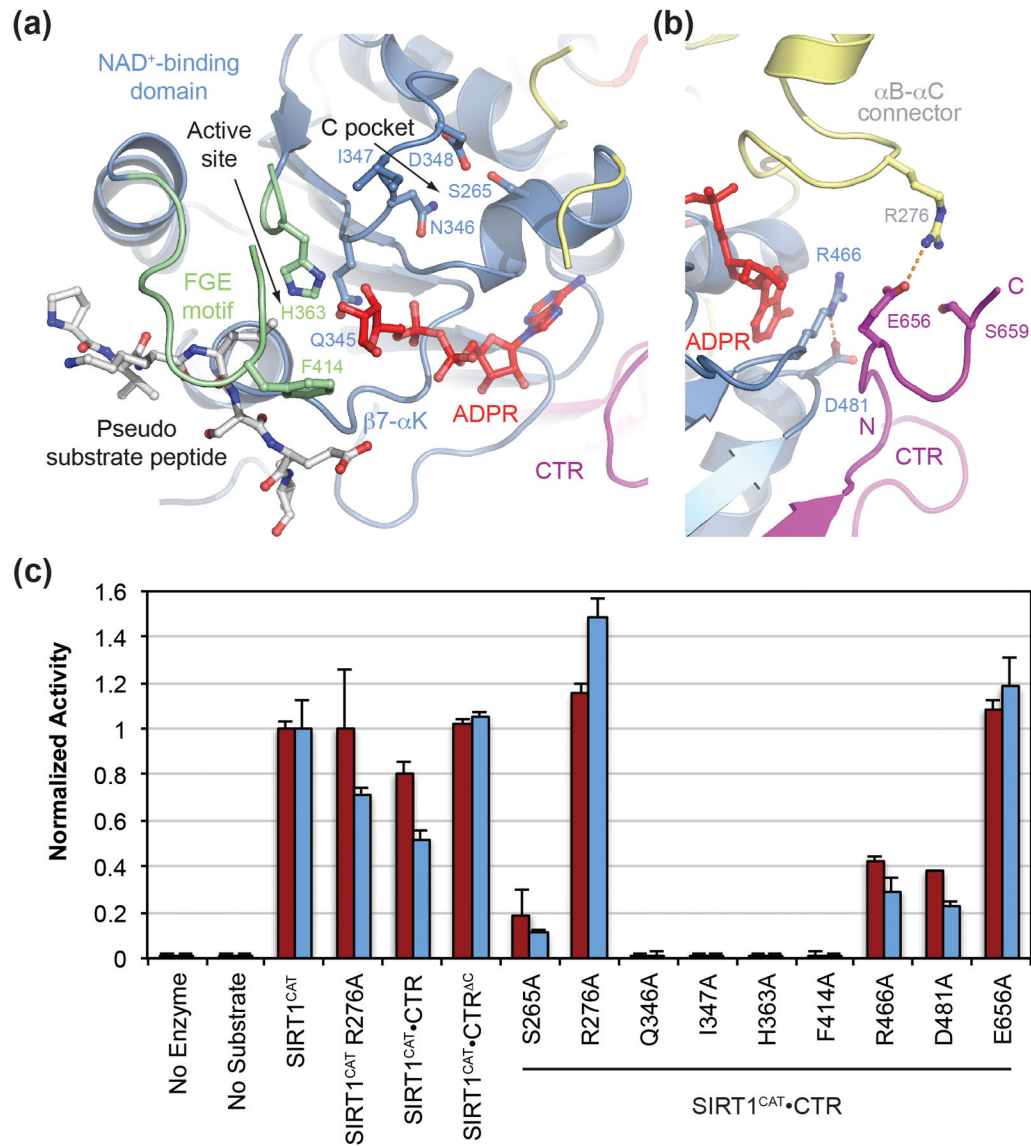 (a)
NAD⁺-binding
domain
Active
site
C pocket
I347
D348
S265
N346
FGE
motif
H363
Q345
F414
β7-αK
ADPR
Pseudo
substrate peptide
CTR
(b)
αB-αC
connector
R276
R466
ADPR
E656
C
S659
D481
N
CTR
(c)
Normalized Activity
1.6
1.4
1.2
1
0.8
0.6
0.4
0.2
0
No Enzyme
No Substrate
SIRT1ᶜᴬᵀ
SIRT1ᶜᴬᵀ R276A
SIRT1ᶜᴬᵀ•CTR
SIRT1ᶜᴬᵀ•CTRᐃᶜ
S265A
R276A
Q346A
I347A
H363A
F414A
R466A
D481A
E656A
SIRT1ᶜᴬᵀ•CTR